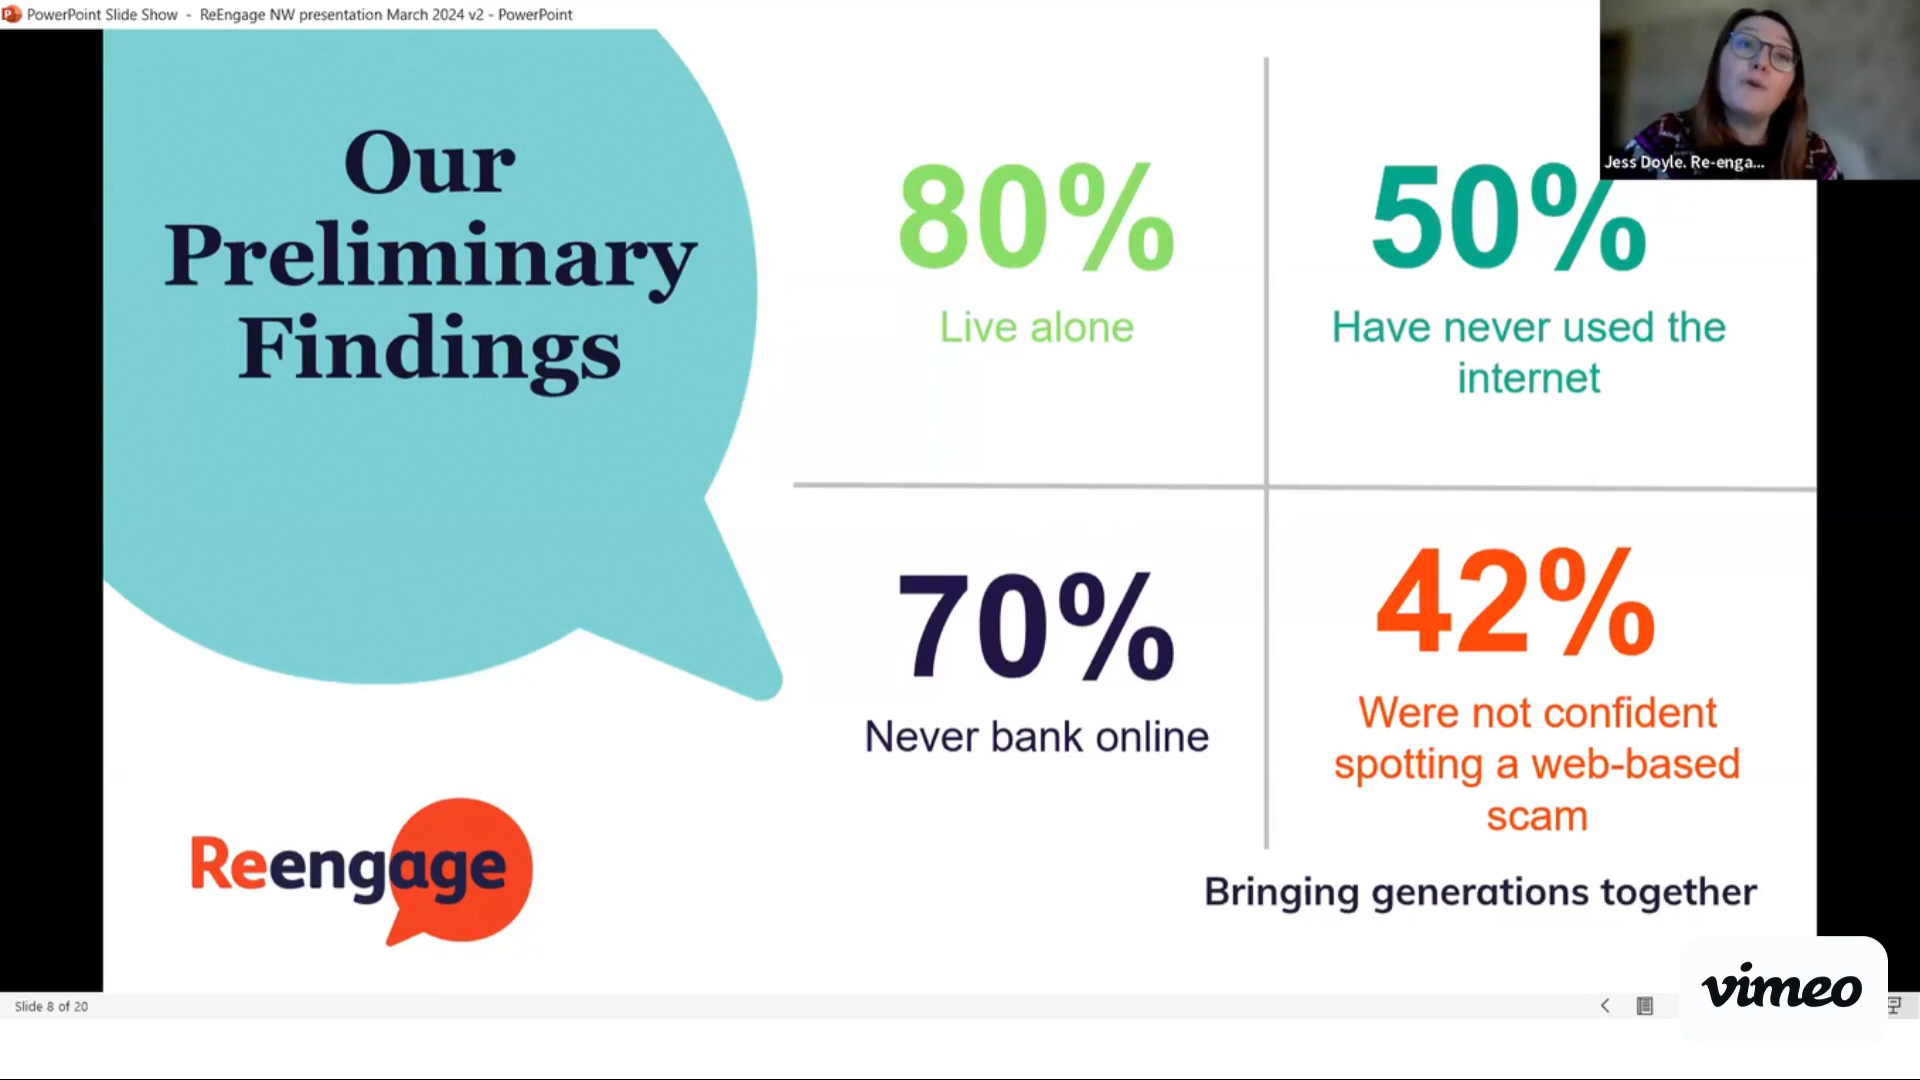 PowerPoint Slide Show - ReEngage NW presentation March 2024 v2 - PowerPoint
Jess Doyle. Re-enga...
Our
Preliminary
Findings
80%
Live alone
50%
Have never used the
internet
70%
Never bank online
42%
Were not confident
spotting a web-based
scam
Reengage
Bringing generations together
Slide 8 of 20
vimeo